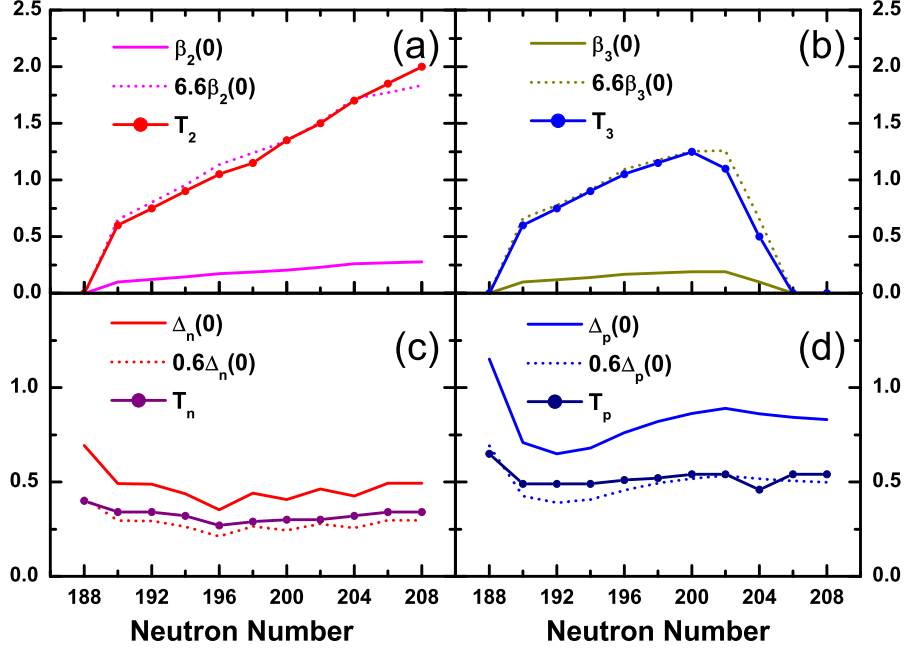 2.5
2.0
1.5
1.0
0.5
0.0
β₂(0)
6.6β₂(0)
T₂
(a)
β₃(0)
6.6β₃(0)
T₃
(b)
2.5
2.0
1.5
1.0
0.5
0.0
1.0
0.5
0.0
Δₙ(0)
0.6Δₙ(0)
Tₙ
(c)
Δₚ(0)
0.6Δₚ(0)
Tₚ
(d)
1.0
0.5
0.0
188 192 196 200 204 208
188 192 196 200 204 208
Neutron Number
Neutron Number